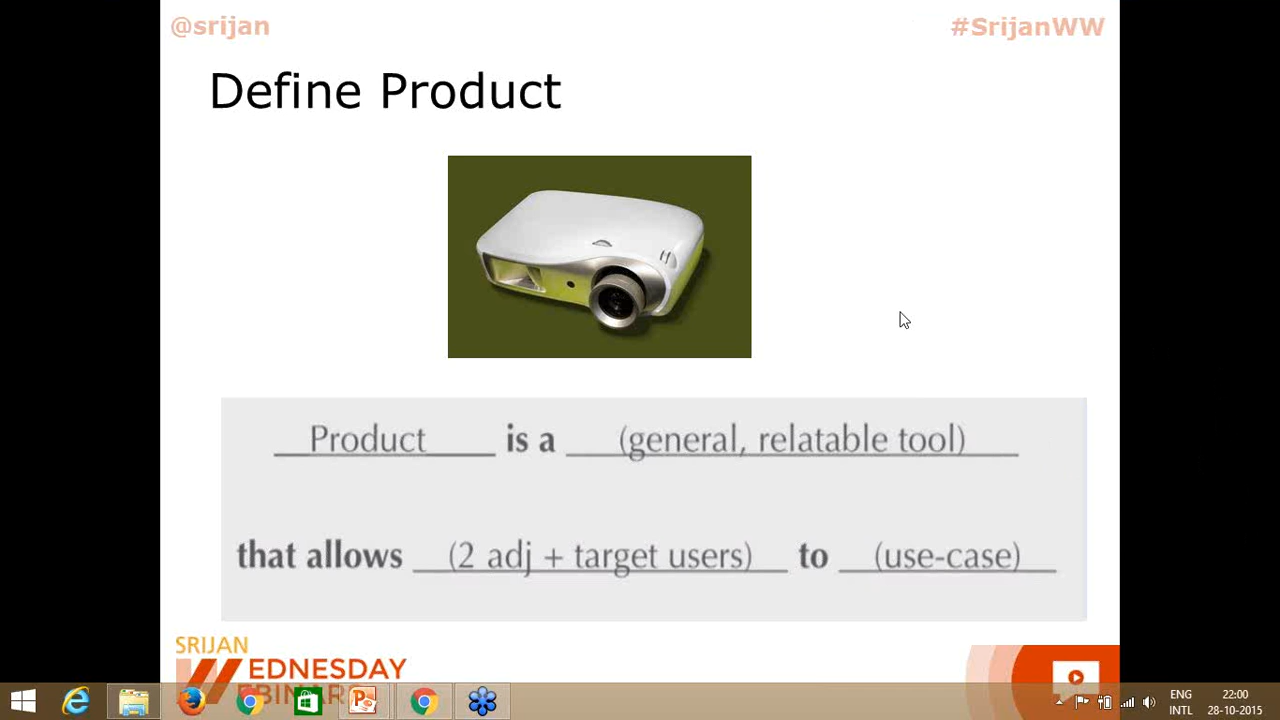 @srijan
#SrijanWW
Define Product
Product is a (general, relatable tool)
that allows (2 adj + target users) to (use-case)
SRIJAN
WEDNESDAY
ENG
INTL
22:00
28-10-2015